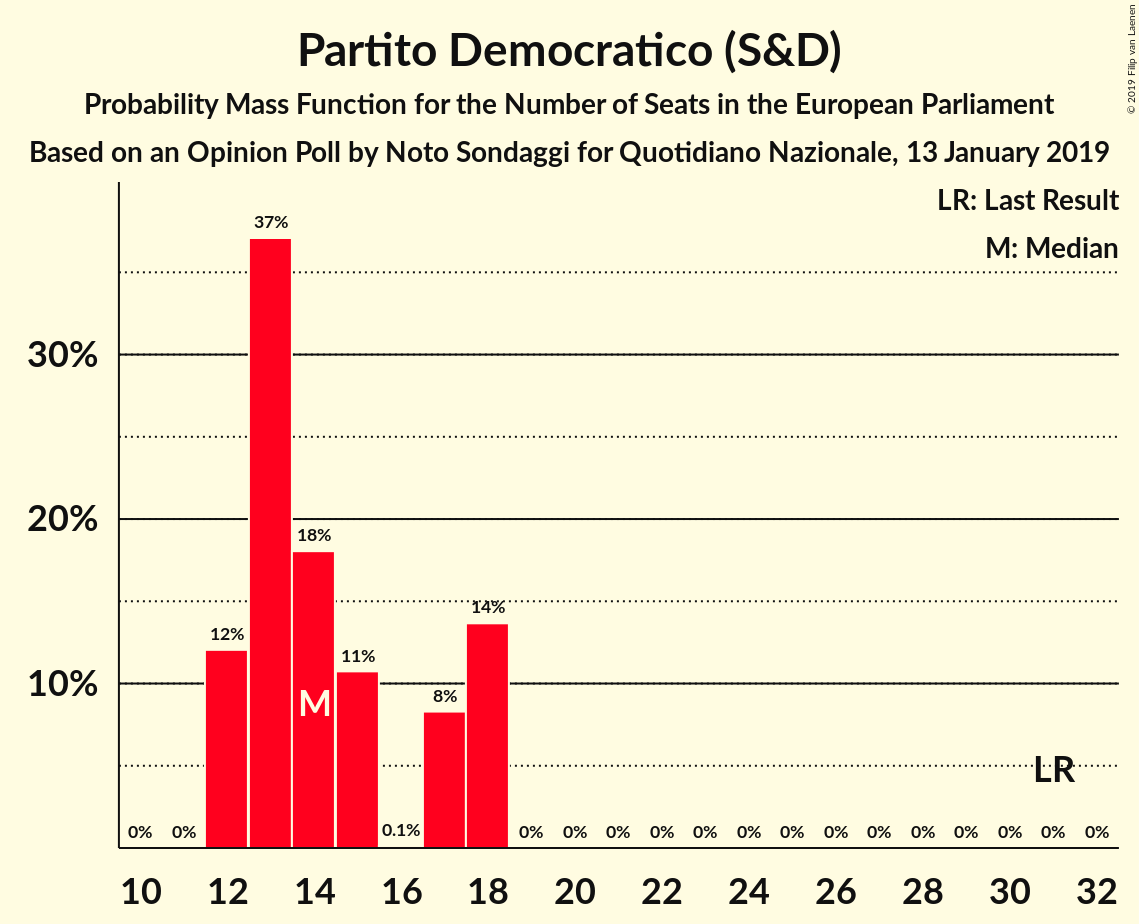 Partito Democratico (S&D)
Probability Mass Function for the Number of Seats in the European Parliament
Based on an Opinion Poll by Noto Sondaggi for Quotidiano Nazionale, 13 January 2019
© 2019 Filip van Laenen
LR: Last Result
M: Median
37%
30%
20%
18%
14%
12%
11%
10%
8%
M
LR
0% 0% 0.1% 0% 0% 0% 0% 0% 0% 0% 0% 0% 0% 0% 0% 0% 0%
10 12 14 16 18 20 22 24 26 28 30 32